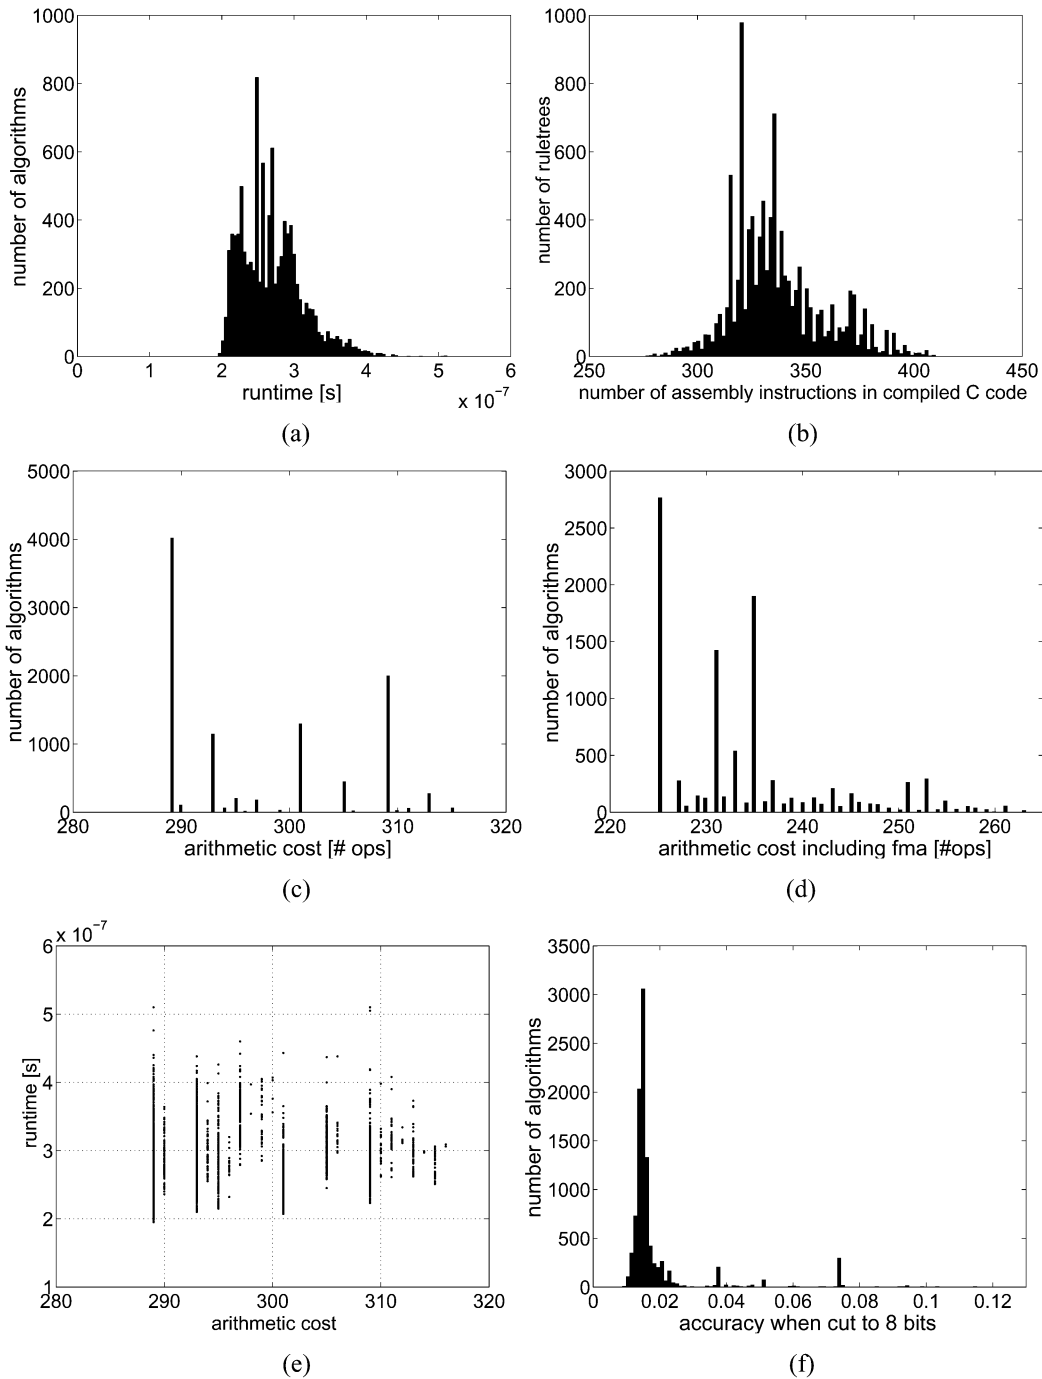 1000
800
600
400
200
0
number of algorithms
0 1 2 3 4 5 6
runtime [s]
x 10⁻⁷
(a)
1000
800
600
400
200
0
number of ruletrees
250 300 350 400 450
number of assembly instructions in compiled C code
(b)
5000
4000
3000
2000
1000
0
number of algorithms
280 290 300 310 320
arithmetic cost [# ops]
(c)
3000
2500
2000
1500
1000
500
0
number of algorithms
220 230 240 250 260
arithmetic cost including fma [#ops]
(d)
x 10⁻⁷
6
5
4
3
2
1
runtime [s]
280 290 300 310 320
arithmetic cost
(e)
3500
3000
2500
2000
1500
1000
500
0
number of algorithms
0 0.02 0.04 0.06 0.08 0.1 0.12
accuracy when cut to 8 bits
(f)